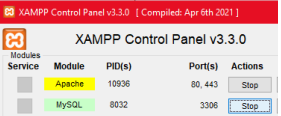 XAMPP Control Panel v3.3.0 [ Compiled: Apr 6th 2021 ]
XAMPP Control Panel v3.3.0
Modules
Service Module PID(s) Port(s) Actions
Apache 10936 80, 443 Stop
MySQL 8032 3306 Stop